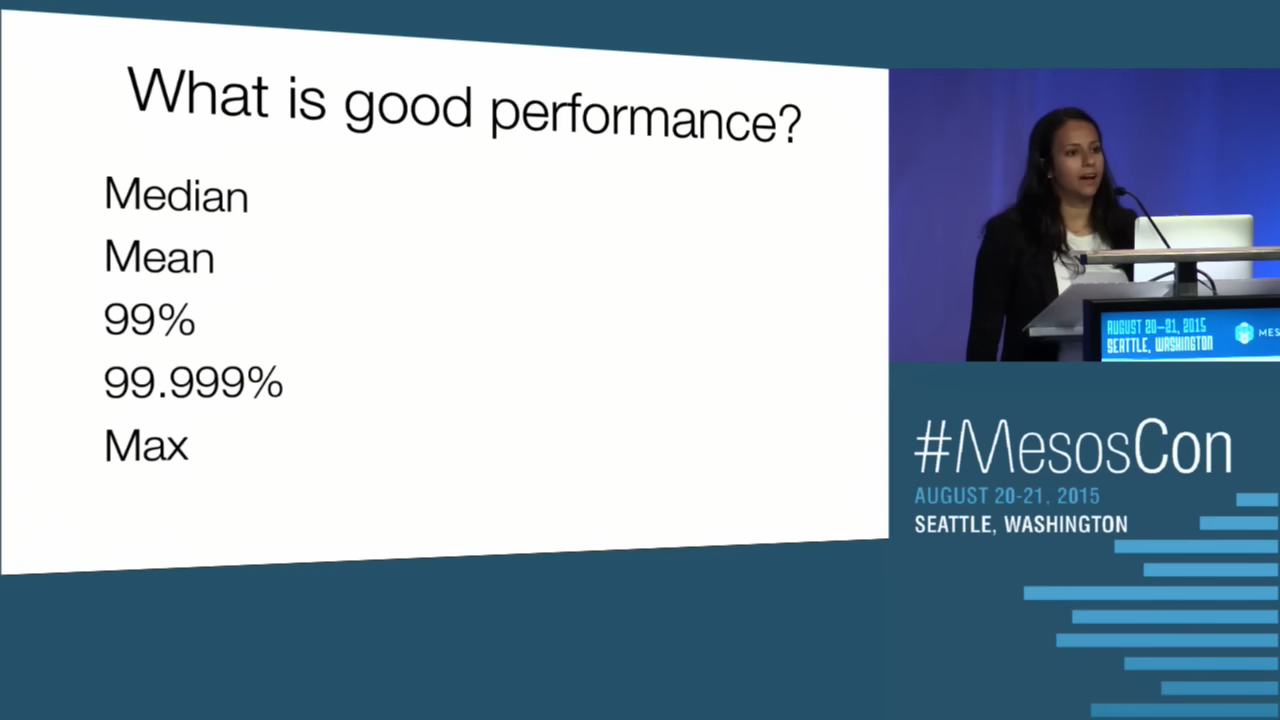 What is good performance?
Median
Mean
99%
99.999%
Max
AUGUST 20–21, 2015
SEATTLE, WASHINGTON
MES
#MesosCon
AUGUST 20-21, 2015
SEATTLE, WASHINGTON